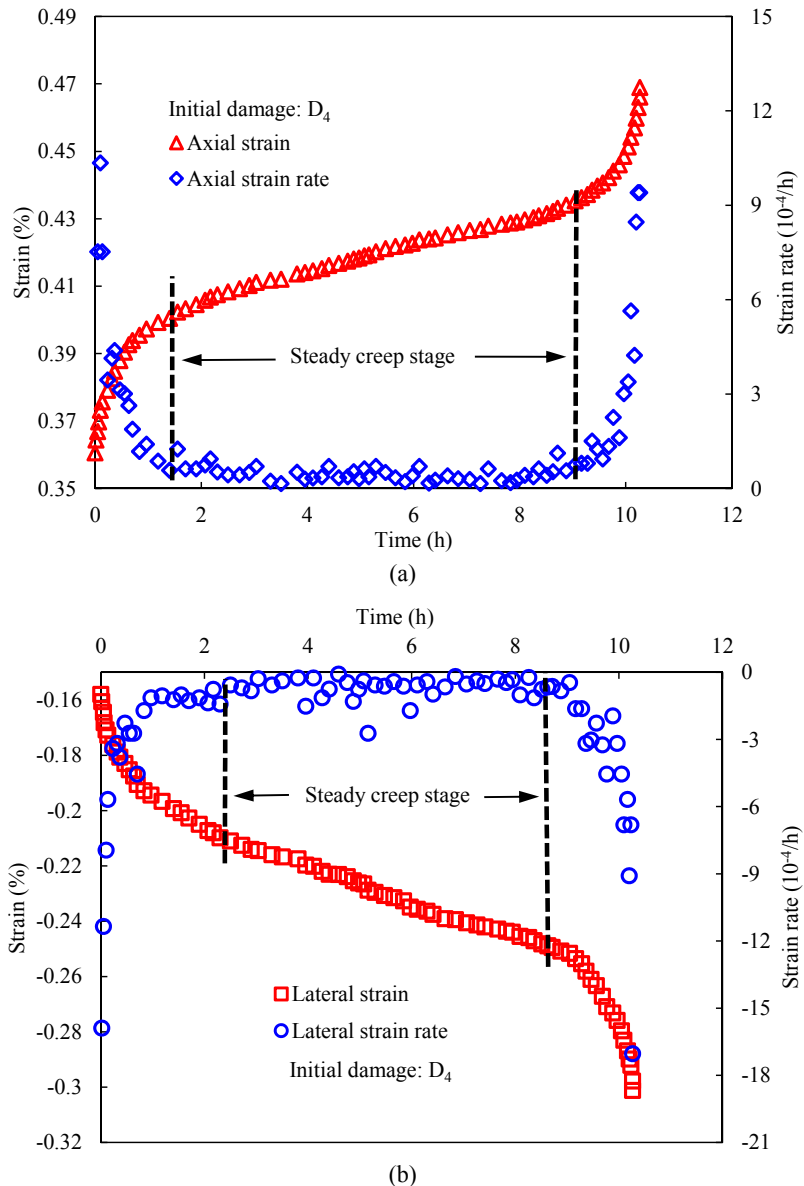 0.49
0.47
0.45
0.43
0.41
0.39
0.37
0.35
Strain (%)
15
12
9
6
3
0
Strain rate (10⁻⁴/h)
Initial damage: D₄
Axial strain
Axial strain rate
Steady creep stage
0 2 4 6 8 10 12
Time (h)
(a)
Time (h)
0 2 4 6 8 10 12
-0.16
-0.18
-0.2
-0.22
-0.24
-0.26
-0.28
-0.3
-0.32
Strain (%)
0
-3
-6
-9
-12
-15
-18
-21
Strain rate (10⁻⁴/h)
Steady creep stage
Lateral strain
Lateral strain rate
Initial damage: D₄
(b)